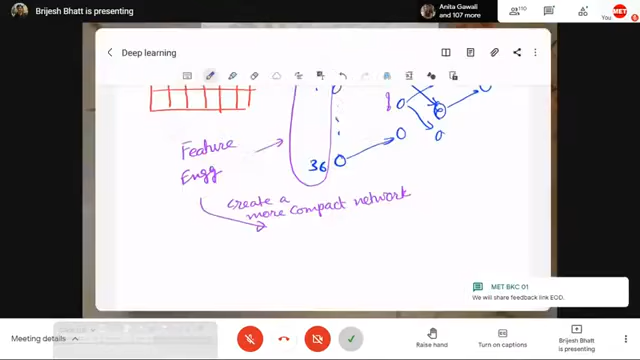 Brijesh Bhatt is presenting
Anita Gawali
and 107 more
110
You
MET
Deep learning
Feature
Engg
36
create a
more compact network
MET BKC 01
We will share feedback link EOD.
Meeting details
Raise hand
Turn on captions
Brijesh Bhatt
is presenting